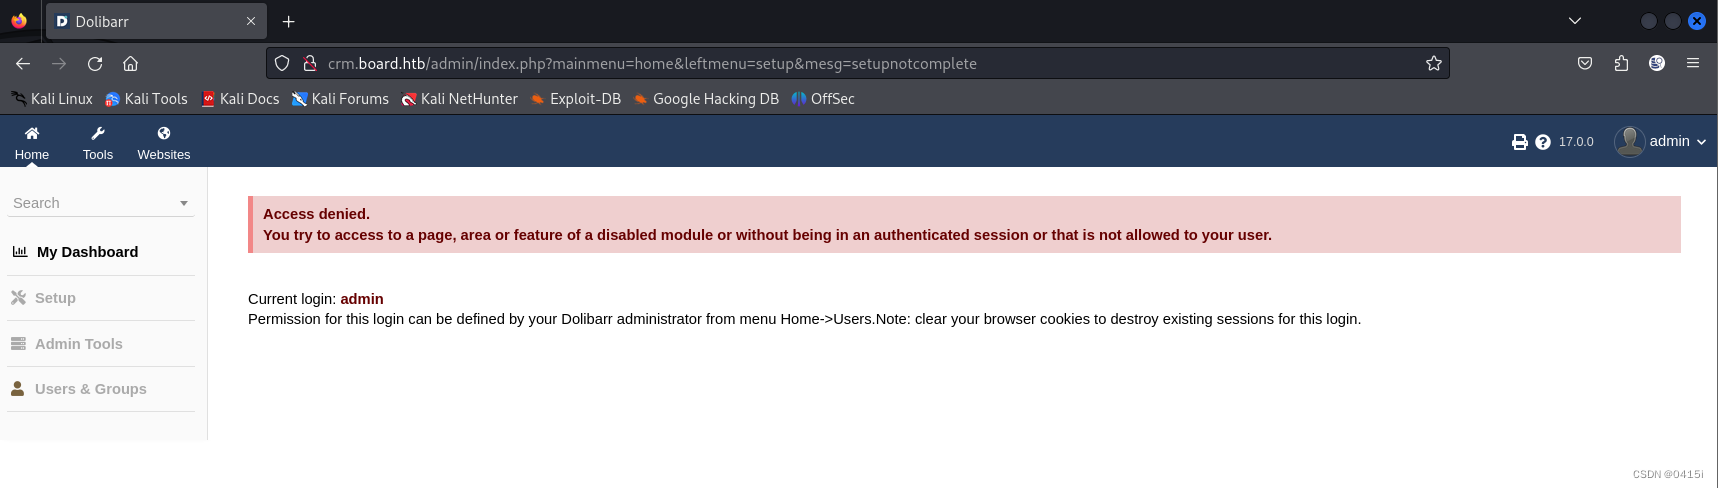 Dolibarr
crm.board.htb/admin/index.php?mainmenu=home&leftmenu=setup&mesg=setupnotcomplete
Kali Linux Kali Tools Kali Docs Kali Forums Kali NetHunter Exploit-DB Google Hacking DB OffSec
Home Tools Websites 17.0.0 admin
Search
My Dashboard
Setup
Admin Tools
Users & Groups
Access denied.
You try to access to a page, area or feature of a disabled module or without being in an authenticated session or that is not allowed to your user.
Current login: admin
Permission for this login can be defined by your Dolibarr administrator from menu Home->Users.Note: clear your browser cookies to destroy existing sessions for this login.
CSDN @0415i